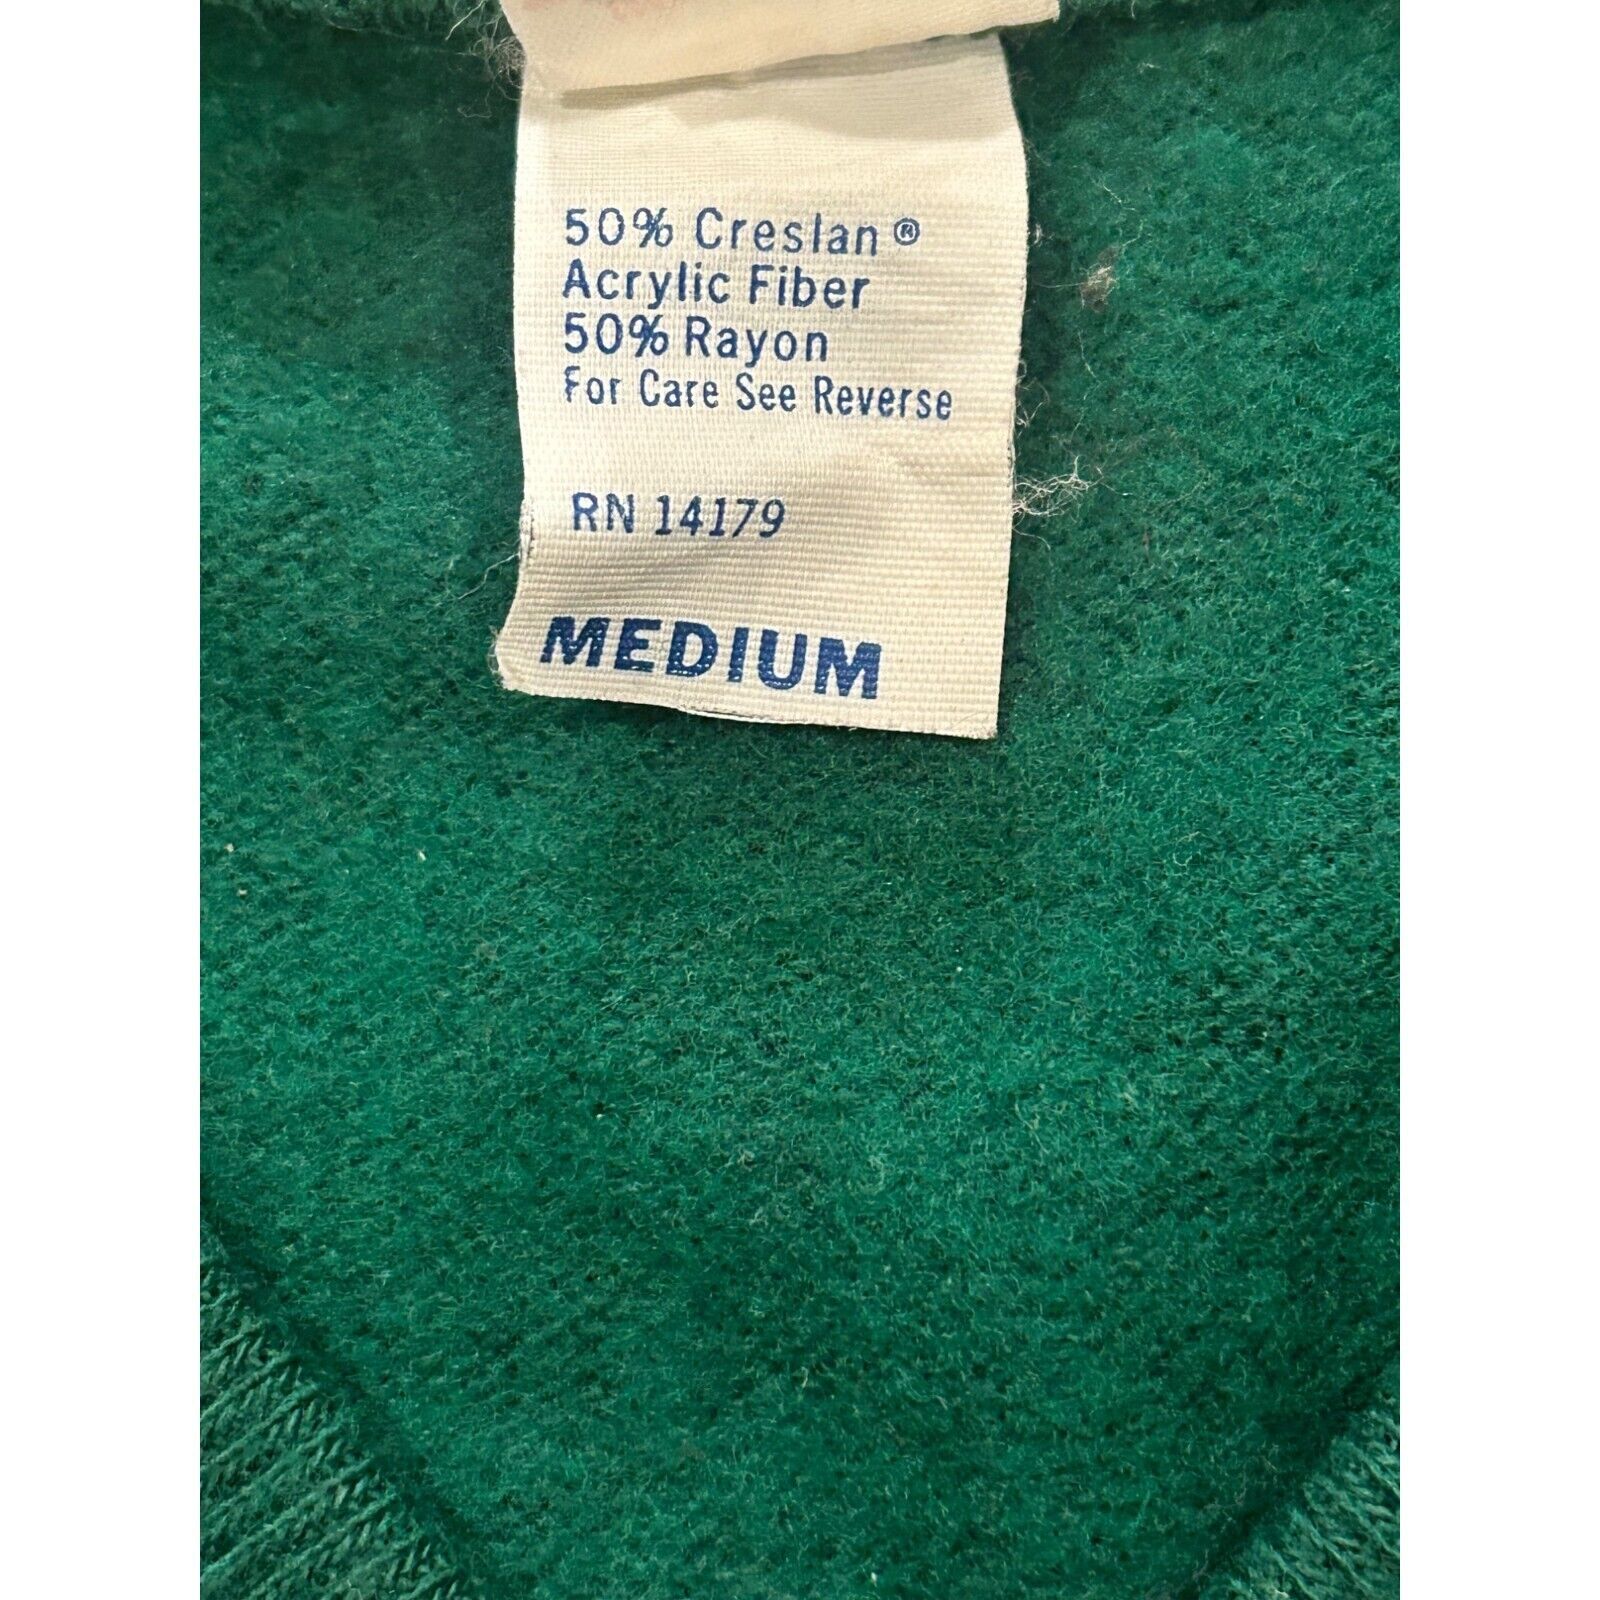 50% Creslan®
Acrylic Fiber
50% Rayon
For Care See Reverse
RN 14179
MEDIUM